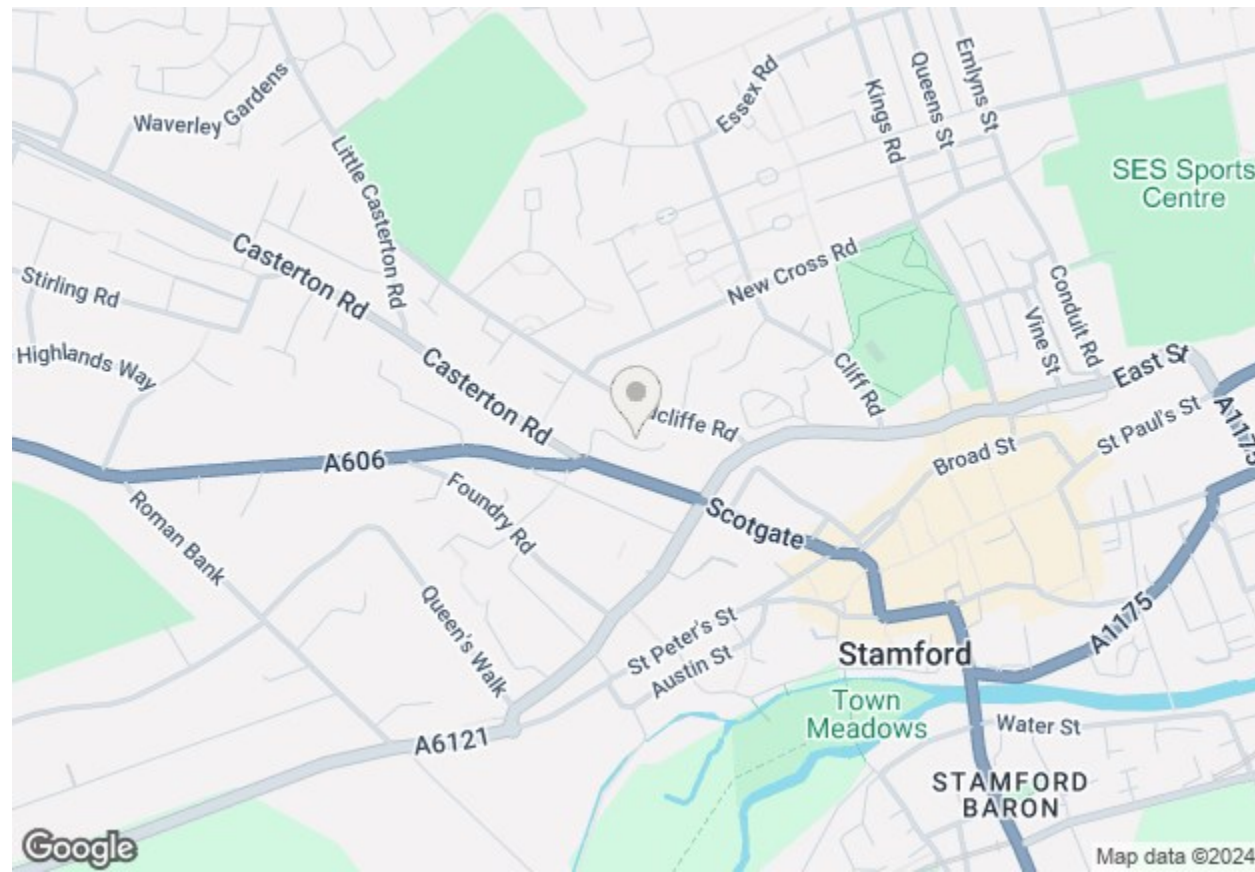 Essex Rd
Queens St
Emlyns St
Kings Rd
Waverley Gardens
Little Casterton Rd
SES Sports
Centre
Casterton Rd
Stirling Rd
New Cross Rd
Conduit Rd
Vine St
Highlands Way
Casterton Rd
Cliff Rd
East St
cliffe Rd
St Paul's St
A1175
Broad St
A606
Foundry Rd
Scotgate
Roman Bank
Queen's Walk
St Peter's St
Austin St
A1175
Stamford
Town
Meadows
Water St
A6121
STAMFORD
BARON
Google
Map data ©2024